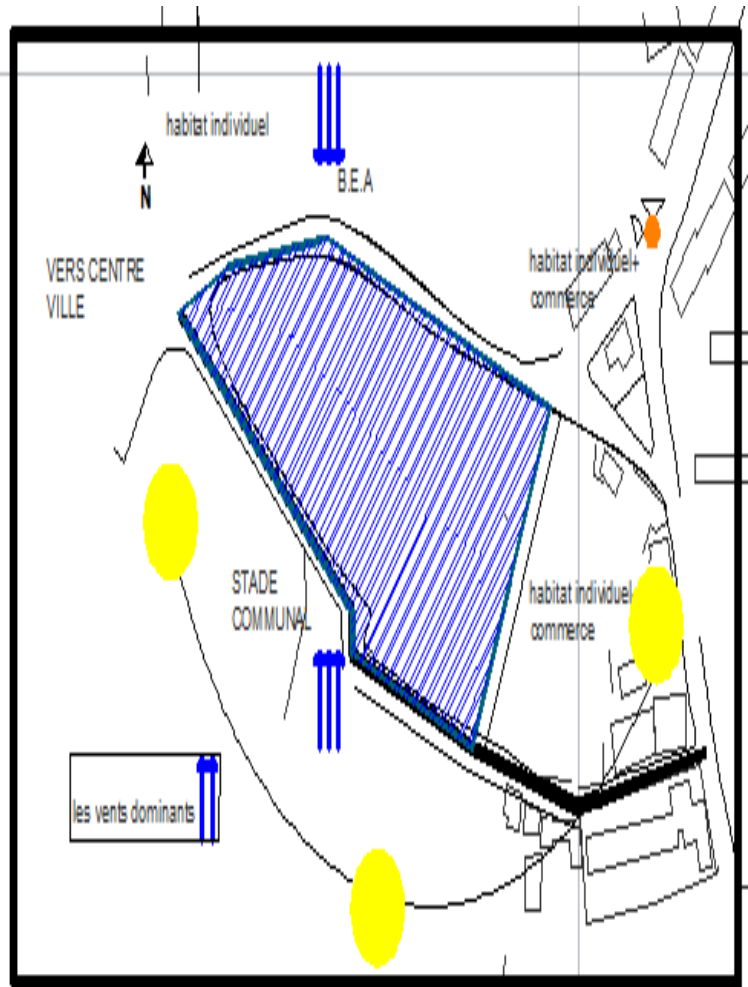 habitat individuel
B.E.A
N
VERS CENTRE
VILLE
habitat individuel+
commerce
STADE
COMMUNAL
habitat individuel+
commerce
les vents dominants